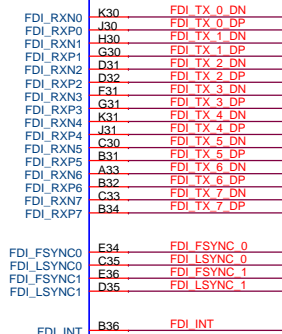 FDI_RXN0 K30 FDI_TX_0_DN
FDI_RXP0 J30 FDI_TX_0_DP
FDI_RXN1 H30 FDI_TX_1_DN
FDI_RXP1 G30 FDI_TX_1_DP
FDI_RXN2 D31 FDI_TX_2_DN
FDI_RXP2 D32 FDI_TX_2_DP
FDI_RXN3 F31 FDI_TX_3_DN
FDI_RXP3 G31 FDI_TX_3_DP
FDI_RXN4 K31 FDI_TX_4_DN
FDI_RXP4 J31 FDI_TX_4_DP
FDI_RXN5 C30 FDI_TX_5_DN
FDI_RXP5 B31 FDI_TX_5_DP
FDI_RXN6 A33 FDI_TX_6_DN
FDI_RXP6 B32 FDI_TX_6_DP
FDI_RXN7 C33 FDI_TX_7_DN
FDI_RXP7 B34 FDI_TX_7_DP
FDI_FSYNC0 E34 FDI_FSYNC_0
FDI_LSYNC0 C35 FDI_LSYNC_0
FDI_FSYNC1 E36 FDI_FSYNC_1
FDI_LSYNC1 D35 FDI_LSYNC_1
FDI_INT B36 FDI_INT